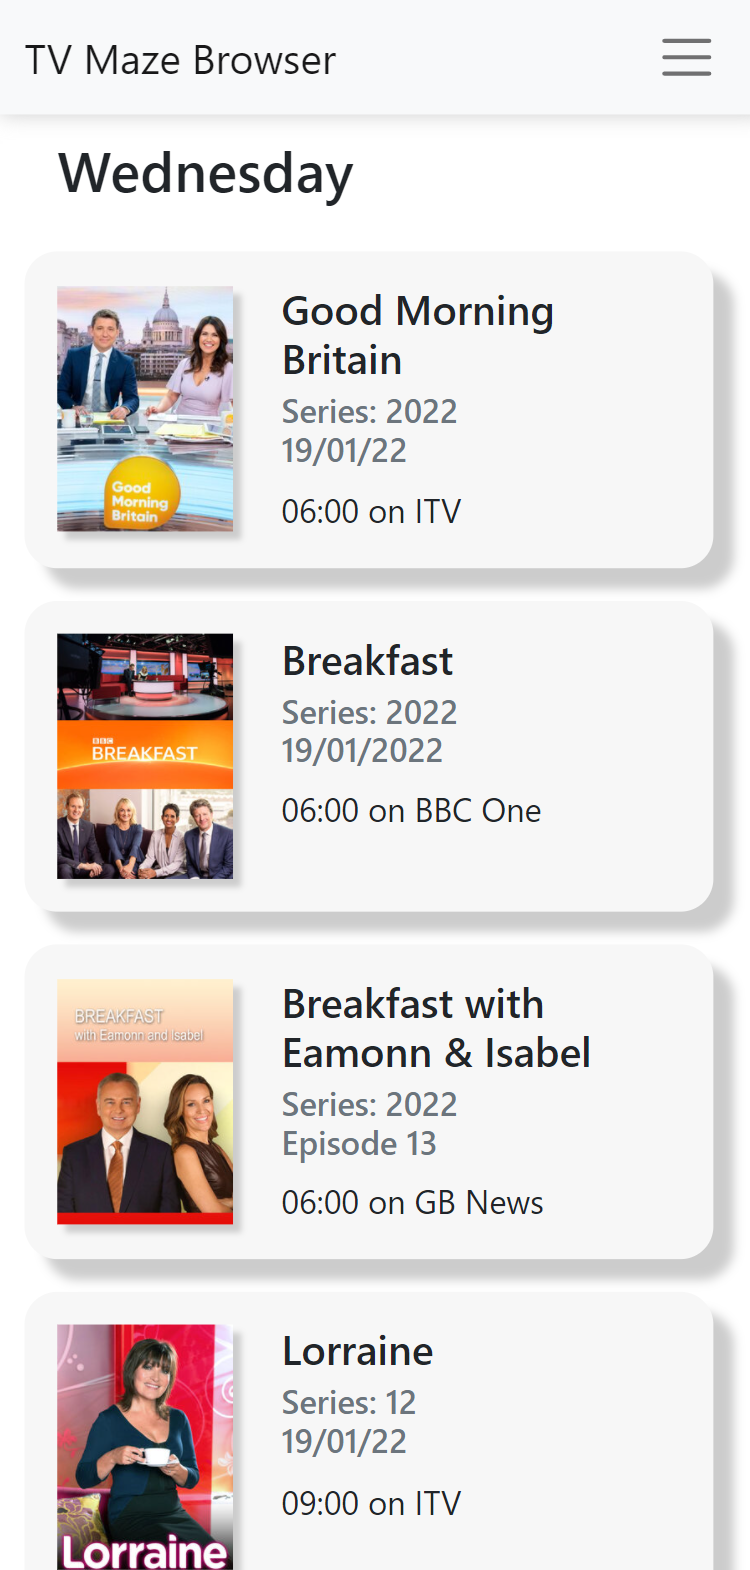 TV Maze Browser
Wednesday
Good
Morning
Britain
Good Morning
Britain
Series: 2022
19/01/22
06:00 on ITV
BBC
BREAKFAST
Breakfast
Series: 2022
19/01/2022
06:00 on BBC One
BREAKFAST
with Eamonn and Isabel
Breakfast with
Eamonn & Isabel
Series: 2022
Episode 13
06:00 on GB News
Lorraine
Lorraine
Series: 12
19/01/22
09:00 on ITV